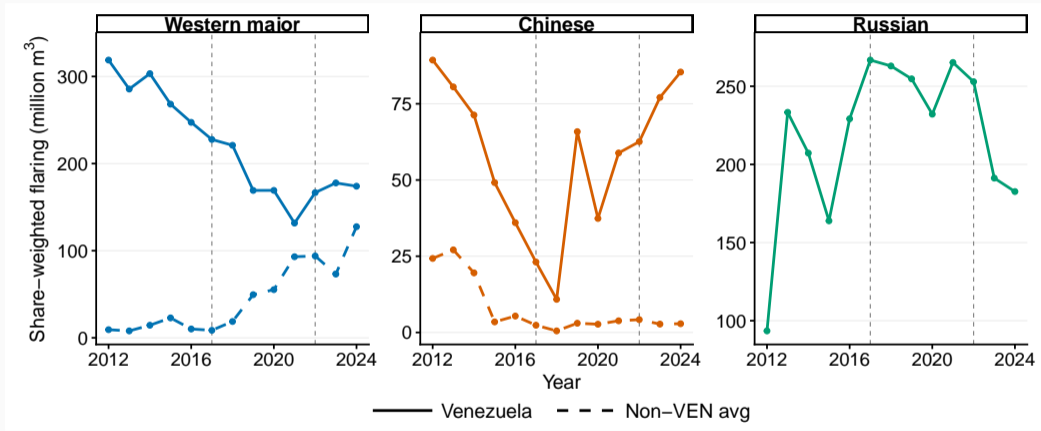 Western major
Chinese
Russian
Share−weighted flaring (million m³)
300
200
100
0
75
50
25
0
250
200
150
100
2012 2016 2020 2024
2012 2016 2020 2024
2012 2016 2020 2024
Year
Venezuela
Non−VEN avg